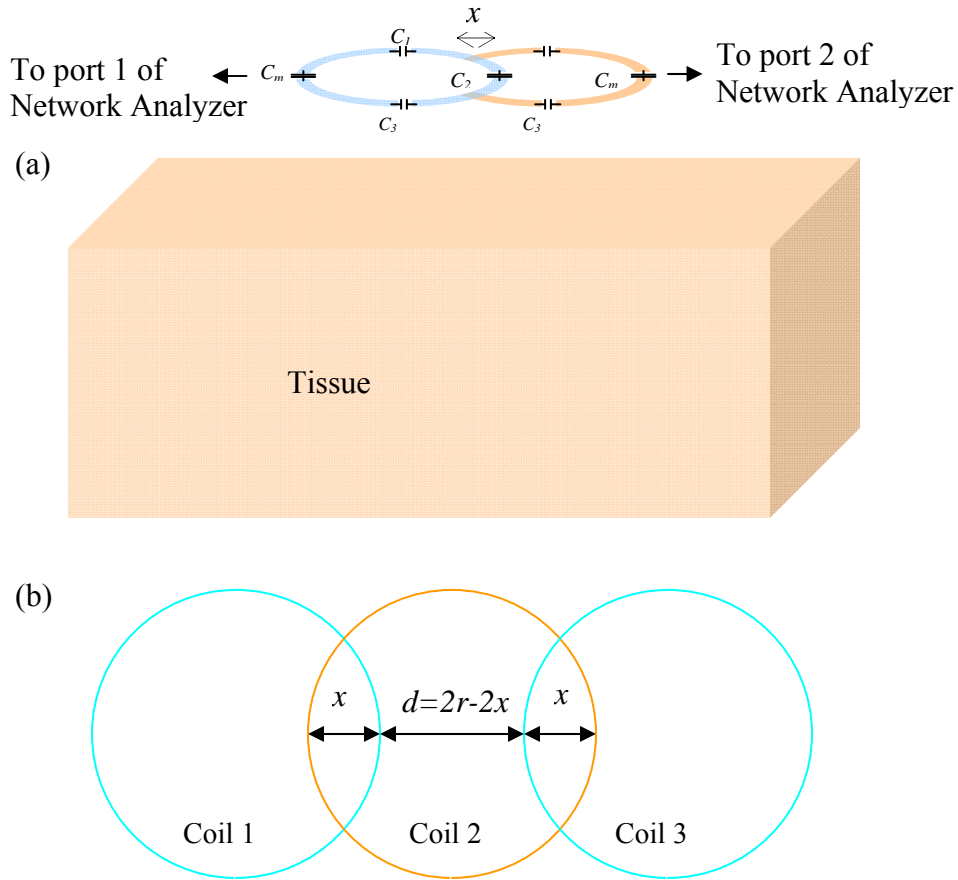 x
To port 1 of
Network Analyzer
C1
Cm
C2
Cm
C3
C3
To port 2 of
Network Analyzer
(a)
Tissue
(b)
x
d=2r-2x
x
Coil 1
Coil 2
Coil 3